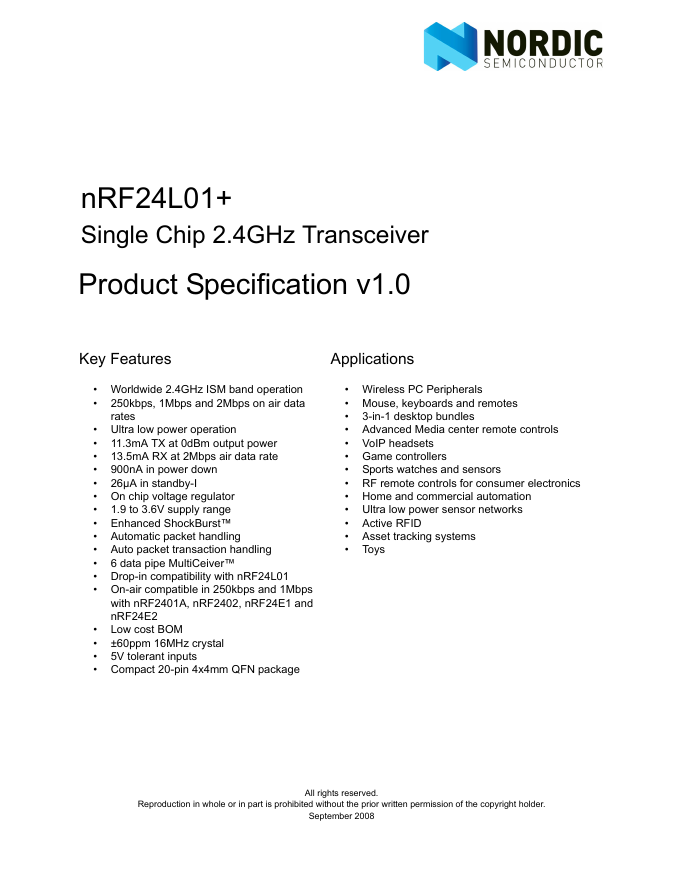 NORDIC
SEMICONDUCTOR
nRF24L01+
Single Chip 2.4GHz Transceiver
Product Specification v1.0
Key Features
• Worldwide 2.4GHz ISM band operation
• 250kbps, 1Mbps and 2Mbps on air data
rates
• Ultra low power operation
• 11.3mA TX at 0dBm output power
• 13.5mA RX at 2Mbps air data rate
• 900nA in power down
• 26μA in standby-I
• On chip voltage regulator
• 1.9 to 3.6V supply range
• Enhanced ShockBurst™
• Automatic packet handling
• Auto packet transaction handling
• 6 data pipe MultiCeiver™
• Drop-in compatibility with nRF24L01
• On-air compatible in 250kbps and 1Mbps
with nRF2401A, nRF2402, nRF24E1 and
nRF24E2
• Low cost BOM
• ±60ppm 16MHz crystal
• 5V tolerant inputs
• Compact 20-pin 4x4mm QFN package
Applications
• Wireless PC Peripherals
• Mouse, keyboards and remotes
• 3-in-1 desktop bundles
• Advanced Media center remote controls
• VoIP headsets
• Game controllers
• Sports watches and sensors
• RF remote controls for consumer electronics
• Home and commercial automation
• Ultra low power sensor networks
• Active RFID
• Asset tracking systems
• Toys
All rights reserved.
Reproduction in whole or in part is prohibited without the prior written permission of the copyright holder.
September 2008